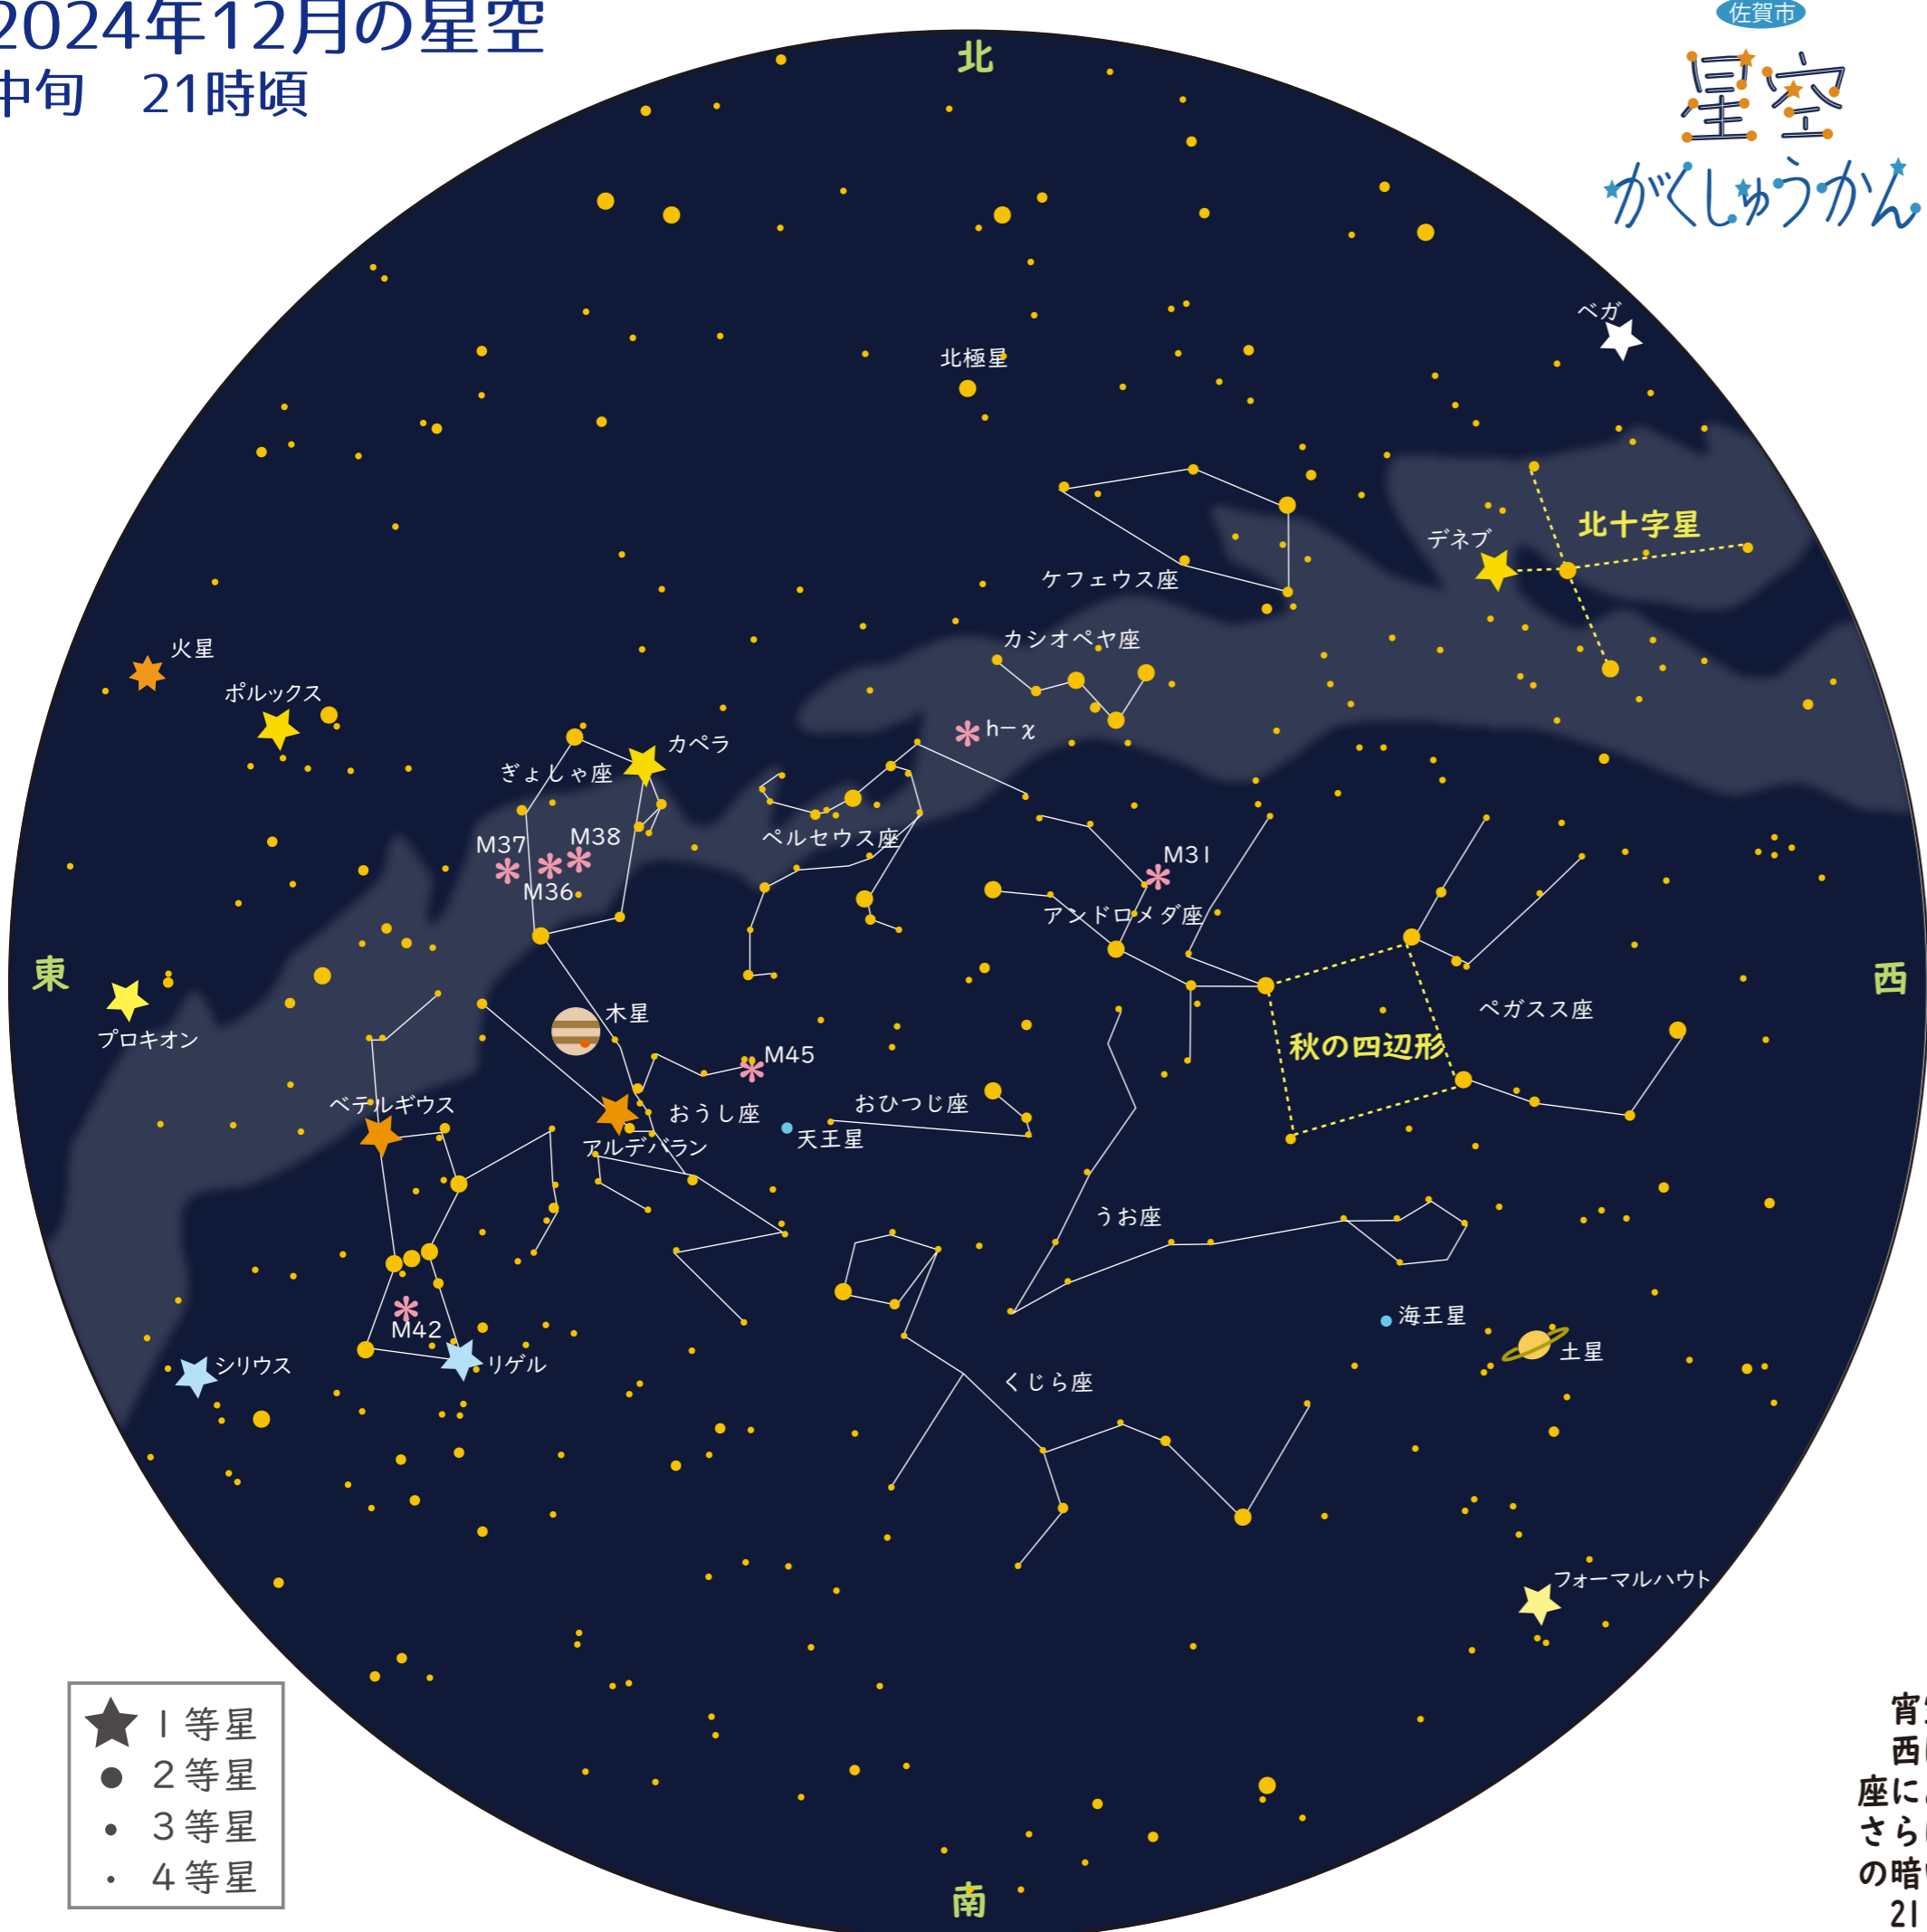 2024年12月の星空
中旬　21時頃
佐賀市
星空
がくしゅうかん
北
ベガ
北極星
北十字星
デネブ
ケフェウス座
カシオペヤ座
火星
ポルックス
h－χ
カペラ
ぎょしゃ座
ペルセウス座
M37
M38
M36
M31
アンドロメダ座
東
西
プロキオン
木星
ペガスス座
秋の四辺形
M45
おうし座
おひつじ座
ベテルギウス
天王星
アルデバラン
うお座
海王星
M42
土星
シリウス
リゲル
くじら座
フォーマルハウト
1等星
2等星
3等星
4等星
南
宵
西
座に
さら
の暗
21